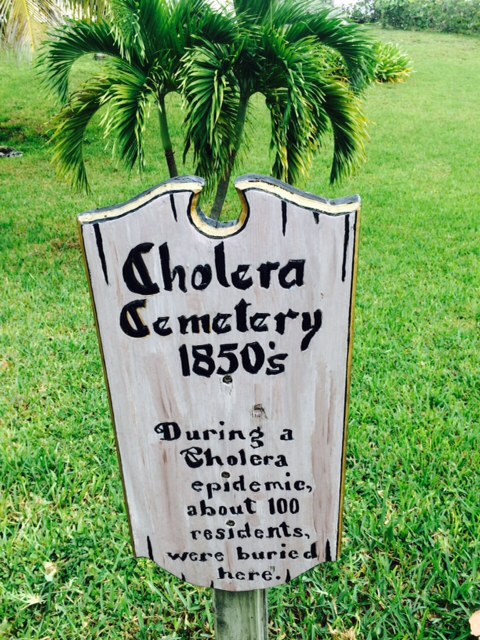 Cholera
Cemetery
1850's
During a
Cholera
epidemic,
about 100
residents,
were buried
here.